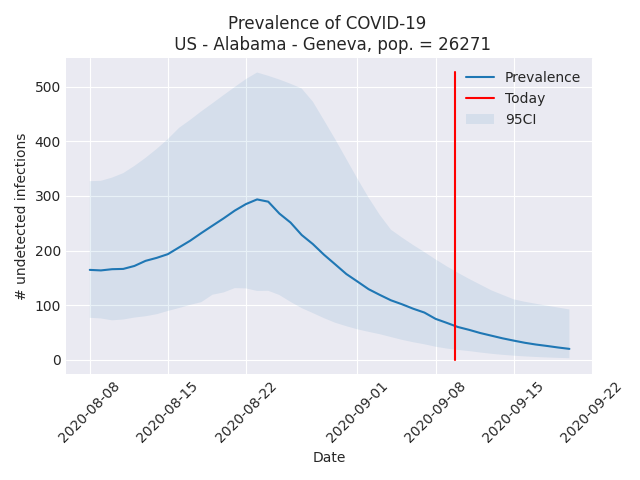 Prevalence of COVID-19
US - Alabama - Geneva, pop. = 26271
Prevalence
Today
95CI
500
400
300
200
100
0
# undetected infections
2020-08-08
2020-08-15
2020-08-22
2020-09-01
2020-09-08
2020-09-15
2020-09-22
Date